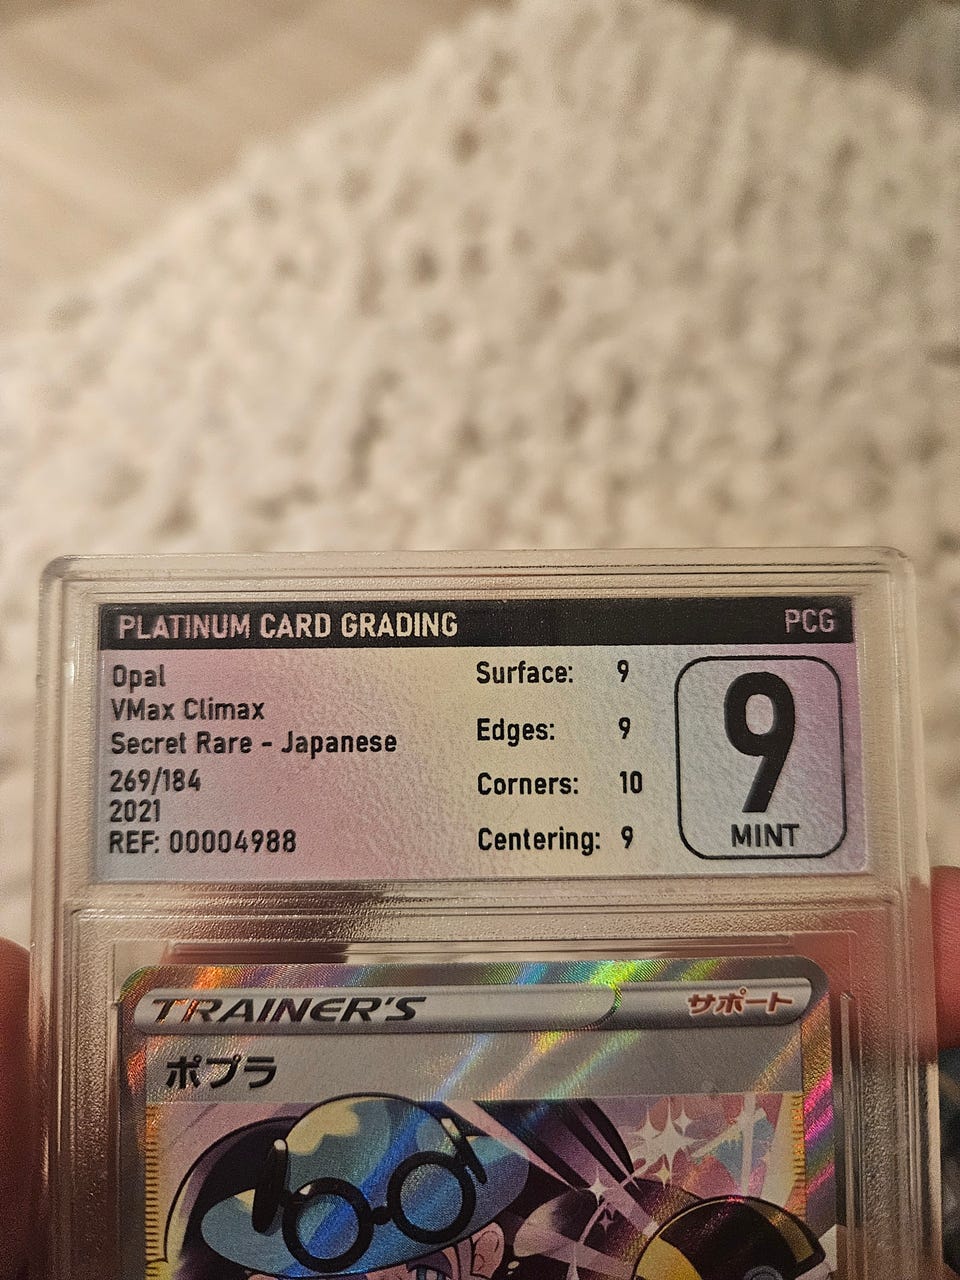 PLATINUM CARD GRADING PCG
Opal
VMax Climax
Secret Rare - Japanese
269/184
2021
REF: 00004988
Surface: 9
Edges: 9
Corners: 10
Centering: 9
9
MINT
TRAINER'S サポート
ポプラ